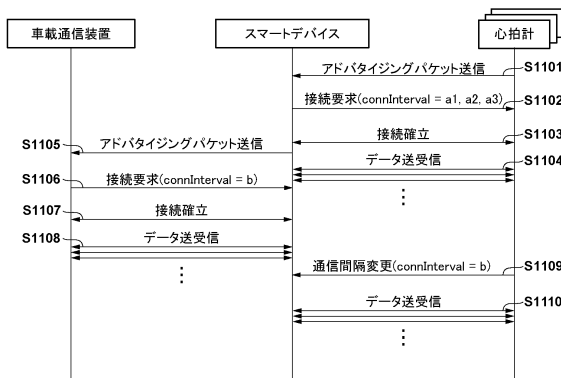 車載通信装置
スマートデバイス
心拍計
アドバタイジングパケット送信
S1101
接続要求(connInterval = a1, a2, a3)
S1102
接続確立
S1103
S1105
アドバタイジングパケット送信
データ送受信
S1104
S1106
接続要求(connInterval = b)
S1107
接続確立
S1108
データ送受信
通信間隔変更(connInterval = b)
S1109
データ送受信
S1110